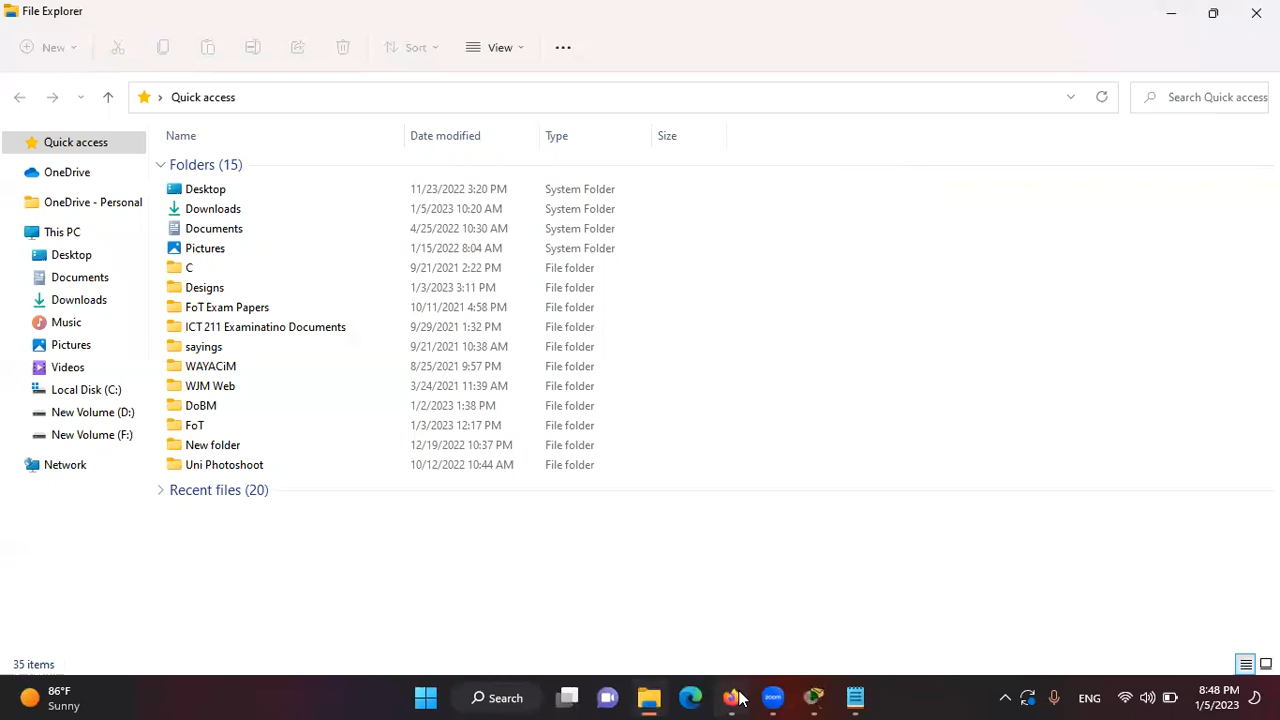 File Explorer
New
Sort
View
Quick access
Search Quick access
Quick access
OneDrive
OneDrive - Personal
This PC
Desktop
Documents
Downloads
Music
Pictures
Videos
Local Disk (C:)
New Volume (D:)
New Volume (F:)
Network
Name Date modified Type Size
Folders (15)
Desktop 11/23/2022 3:20 PM System Folder
Downloads 1/5/2023 10:20 AM System Folder
Documents 4/25/2022 10:30 AM System Folder
Pictures 1/15/2022 8:04 AM System Folder
C 9/21/2021 2:22 PM File folder
Designs 1/3/2023 3:11 PM File folder
FoT Exam Papers 10/11/2021 4:58 PM File folder
ICT 211 Examinatino Documents 9/29/2021 1:32 PM File folder
sayings 9/21/2021 10:38 AM File folder
WAYACiM 8/25/2021 9:57 PM File folder
WJM Web 3/24/2021 11:39 AM File folder
DoBM 1/2/2023 1:38 PM File folder
FoT 1/3/2023 12:17 PM File folder
New folder 12/19/2022 10:37 PM File folder
Uni Photoshoot 10/12/2022 10:44 AM File folder
Recent files (20)
35 items
86°F
Sunny
Search
zoom
ENG
8:48 PM
1/5/2023